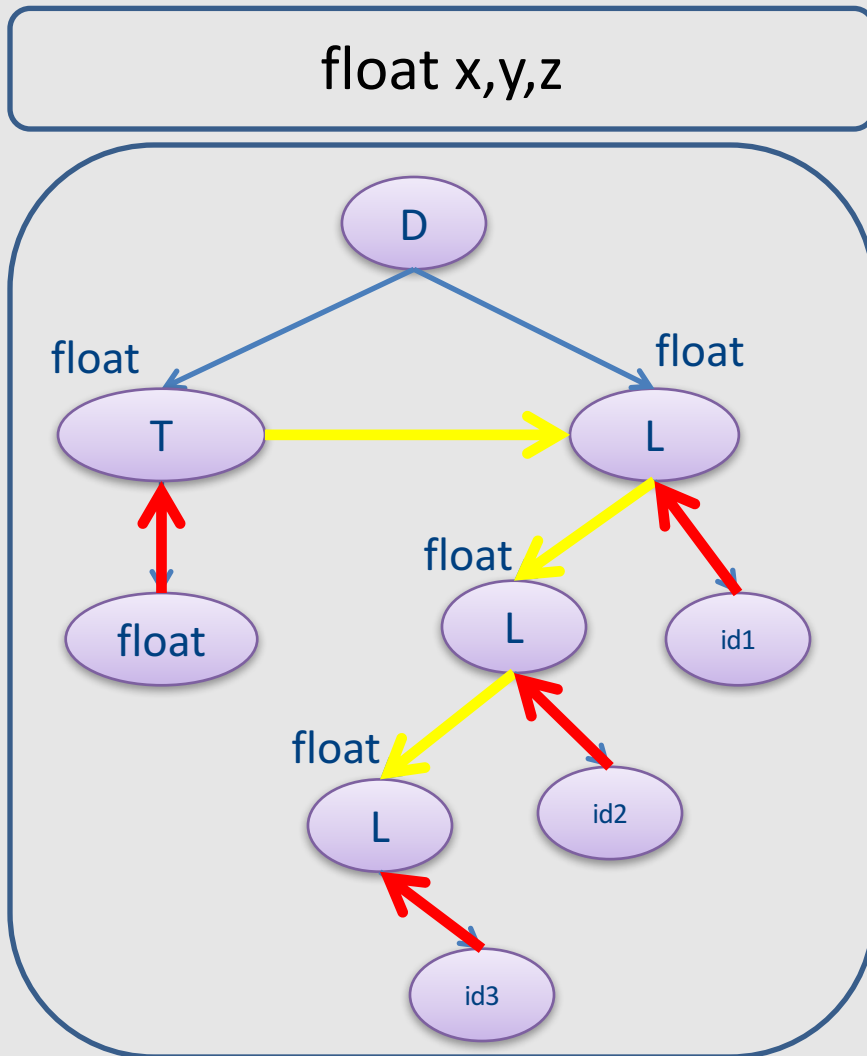 float x,y,z
D
float
float
T
L
float
float
L
id1
float
L
id2
id3